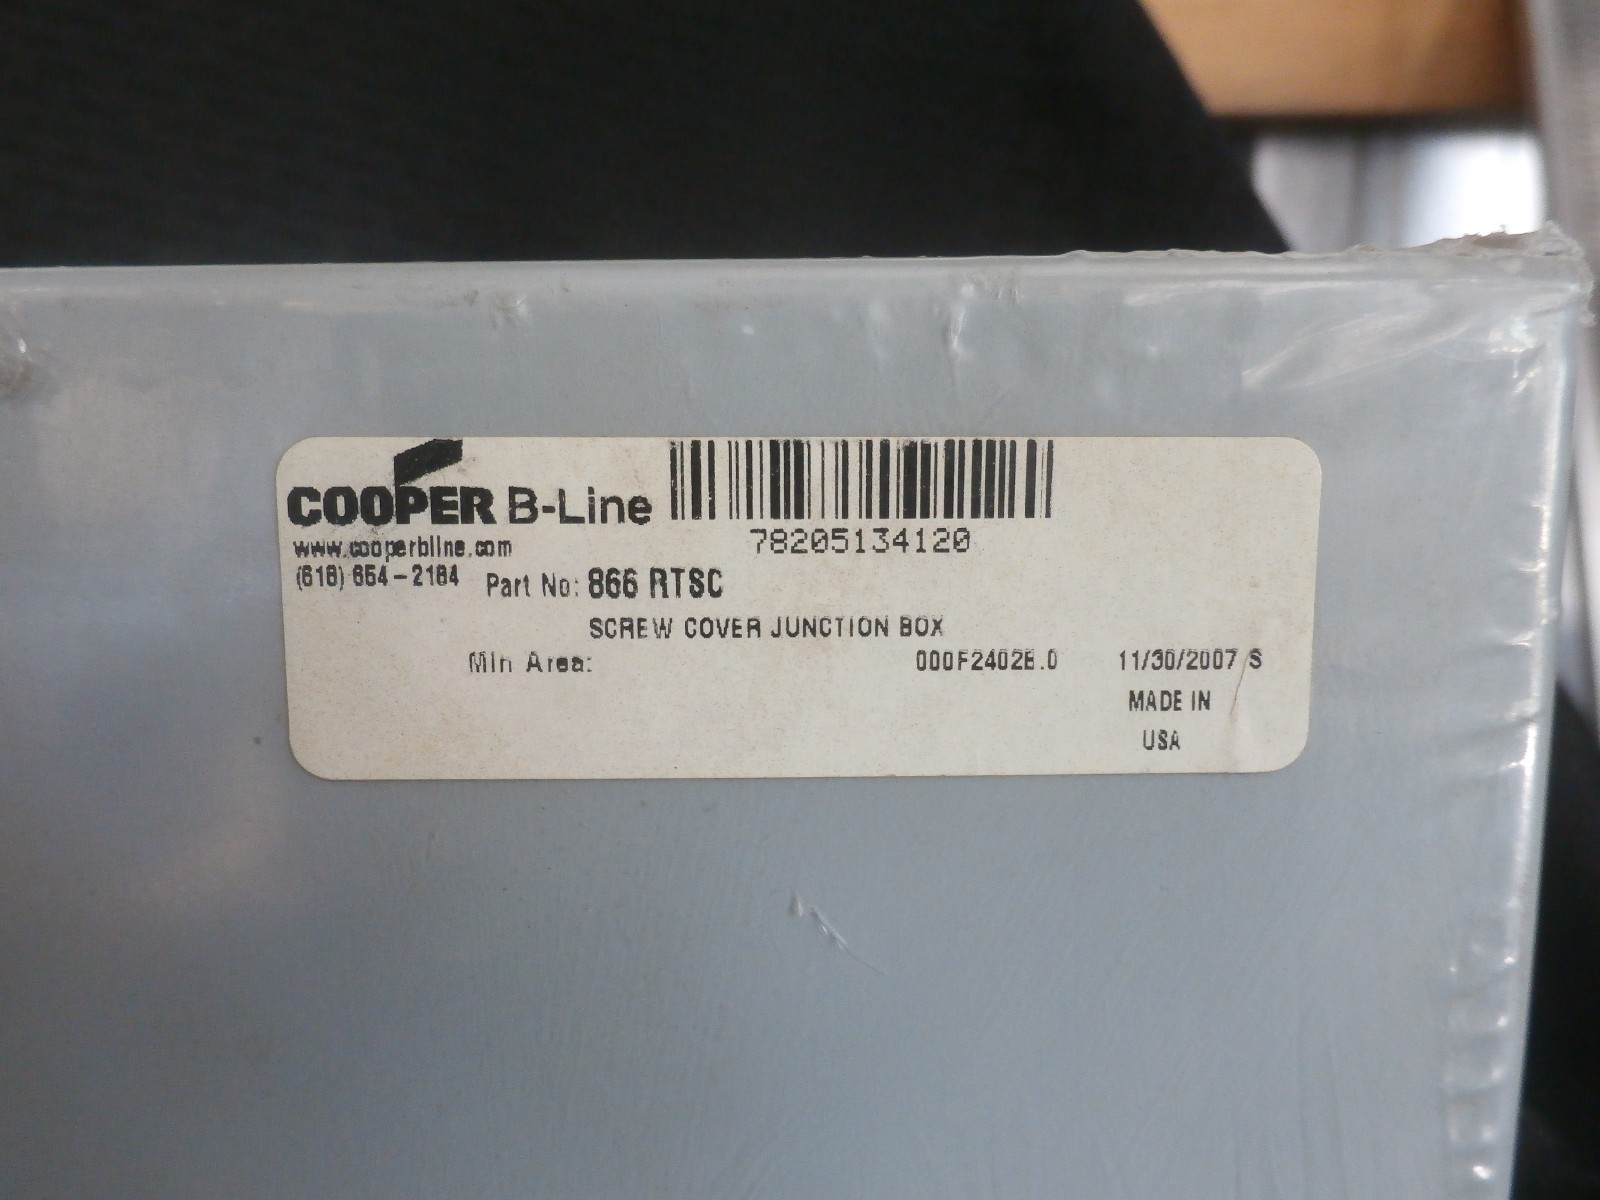 COOPER B-Line
78205134120
www.cooperbline.com
(618) 654-2184
Part No: 866 RTSC
SCREW COVER JUNCTION BOX
Min Area: 000F2402B.0 11/30/2007 S
MADE IN
USA